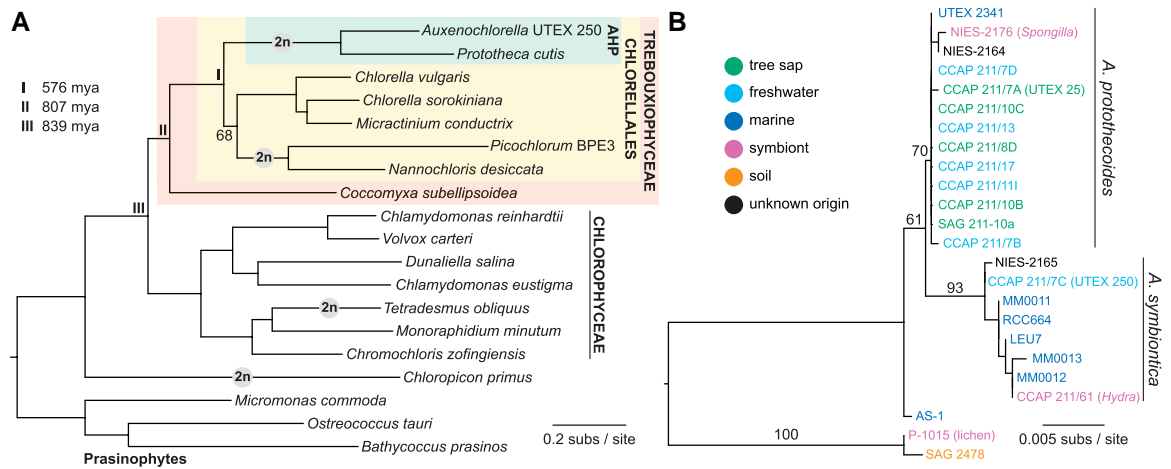 A
I 576 mya
II 807 mya
III 839 mya
2n
Auxenochlorella UTEX 250
Prototheca cutis
AHP
I
Chlorella vulgaris
Chlorella sorokiniana
Micractinium conductrix
68
2n
Picochlorum BPE3
Nannochloris desiccata
CHLORELLALES
II
Coccomyxa subellipsoidea
TREBOUXIOPHYCEAE
III
Chlamydomonas reinhardtii
Volvox carteri
Dunaliella salina
Chlamydomonas eustigma
2n
Tetradesmus obliquus
Monoraphidium minutum
Chromochloris zofingiensis
CHLOROPHYCEAE
2n
Chloropicon primus
Micromonas commoda
Ostreococcus tauri
Bathycoccus prasinos
Prasinophytes
0.2 subs / site
B
tree sap
freshwater
marine
symbiont
soil
unknown origin
UTEX 2341
NIES-2176 (Spongilla)
NIES-2164
CCAP 211/7D
CCAP 211/7A (UTEX 25)
CCAP 211/10C
CCAP 211/13
CCAP 211/8D
70
CCAP 211/17
CCAP 211/11I
CCAP 211/10B
SAG 211-10a
61
CCAP 211/7B
A. protothecoides
NIES-2165
93
CCAP 211/7C (UTEX 250)
MM0011
RCC664
LEU7
MM0013
MM0012
CCAP 211/61 (Hydra)
A. symbiontica
AS-1
100
P-1015 (lichen)
SAG 2478
0.005 subs / site